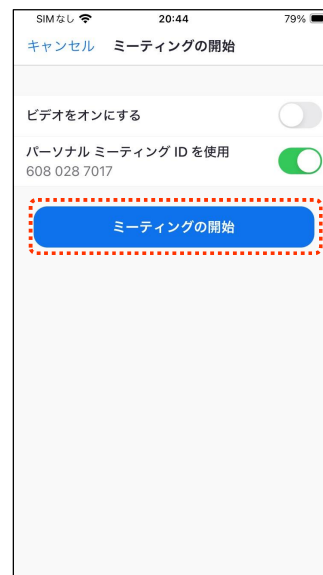 SIMなし 20:44 79%
キャンセル ミーティングの開始
ビデオをオンにする
パーソナル ミーティング ID を使用
608 028 7017
ミーティングの開始